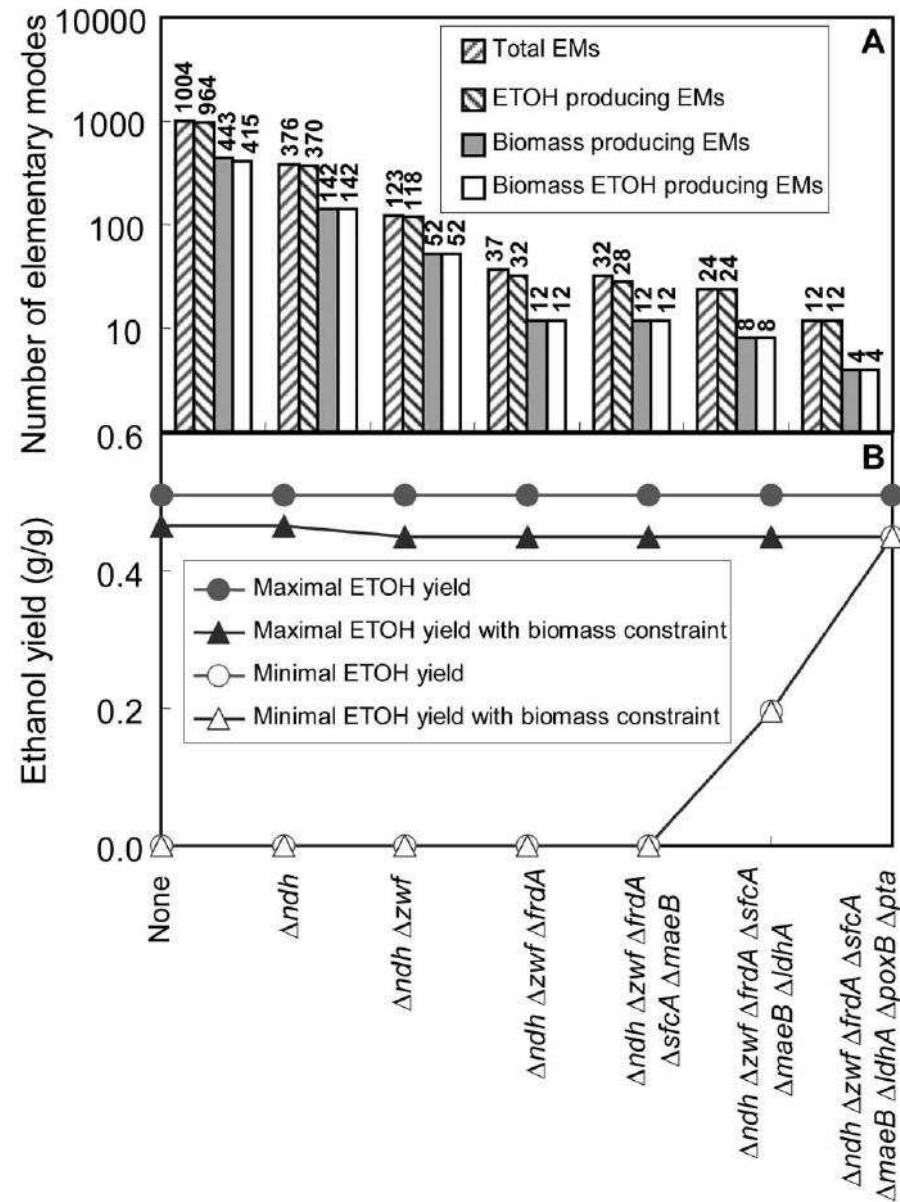 A
Number of elementary modes
10000
1000
100
10
0.6
Total EMs
ETOH producing EMs
Biomass producing EMs
Biomass ETOH producing EMs
1004
964
443
415
376
370
142
142
123
118
52
52
37
32
12
12
32
28
12
12
24
24
8
8
12
12
4
4
B
Ethanol yield (g/g)
0.4
0.2
0.0
Maximal ETOH yield
Maximal ETOH yield with biomass constraint
Minimal ETOH yield
Minimal ETOH yield with biomass constraint
None
Δndh
Δndh Δzwf
Δndh Δzwf ΔfrdA
Δndh Δzwf ΔfrdA
ΔsfcA ΔmaeB
Δndh Δzwf ΔfrdA ΔsfcA
ΔmaeB ΔldhA
Δndh Δzwf ΔfrdA ΔsfcA
ΔmaeB ΔldhA ΔpoxB Δpta